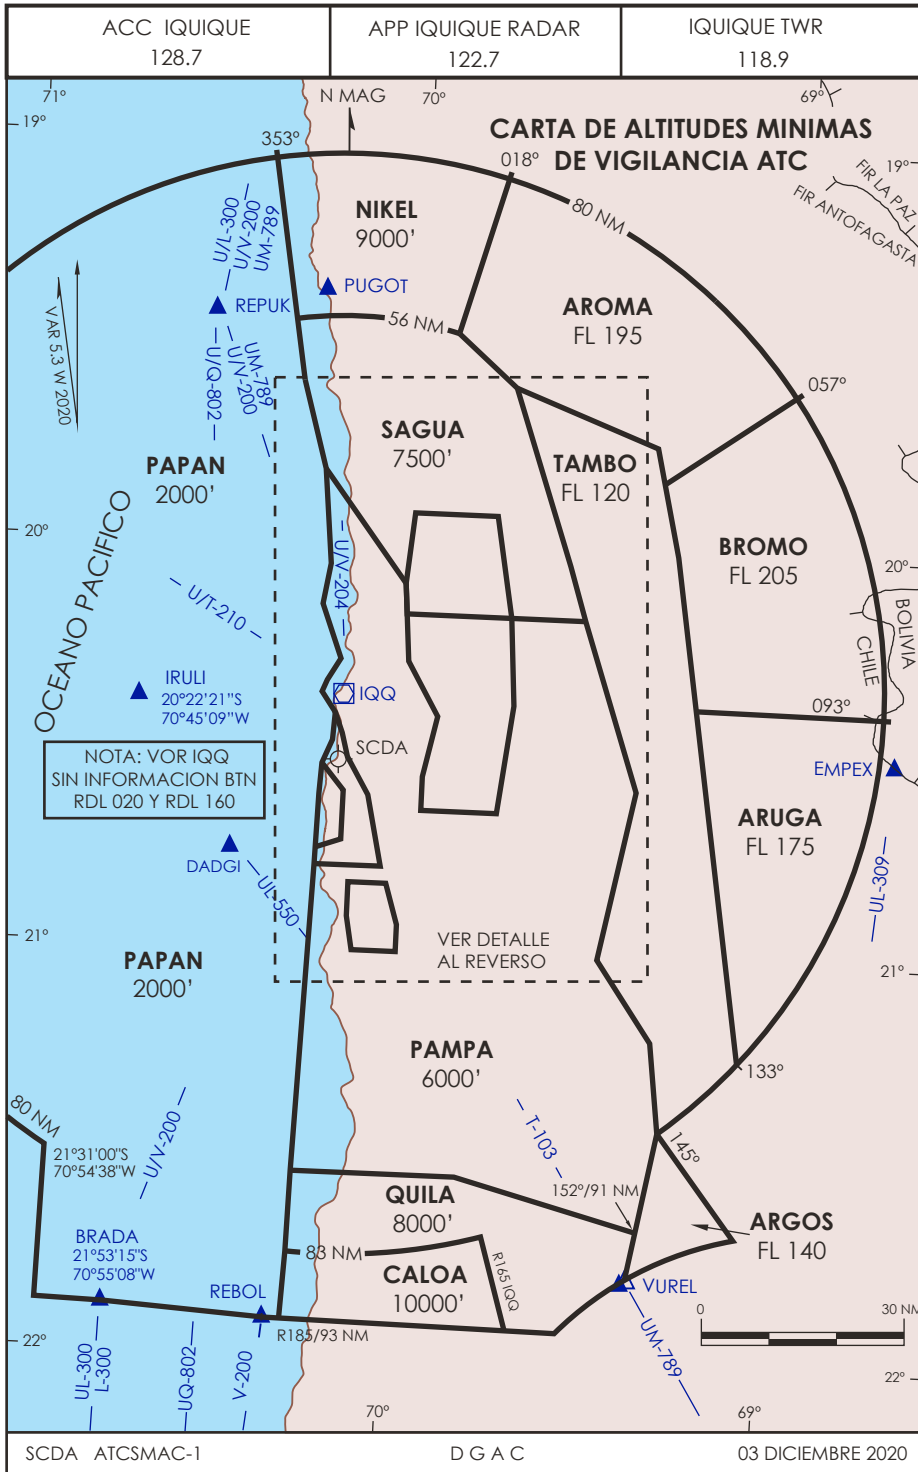 ACC IQUIQUE
128.7
APP IQUIQUE RADAR
122.7
IQUIQUE TWR
118.9
71°
N MAG
70°
69°
19°
CARTA DE ALTITUDES MINIMAS
DE VIGILANCIA ATC
19°
353°
018°
FIR LA PAZ
FIR ANTOFAGASTA
80 NM
NIKEL
9000'
U/L-300
U/V-200
UM-789
PUGOT
REPUK
56 NM
AROMA
FL 195
VAR 5.3 W 2020
U/Q-802
U/V-200
UM-789
057°
SAGUA
7500'
TAMBO
FL 120
PAPAN
2000'
20°
OCEANO PACIFICO
U/V-204
BROMO
FL 205
20°
U/T-210
BOLIVIA
CHILE
IRULI
20°22'21"S
70°45'09"W
IQQ
093°
SCDA
NOTA: VOR IQQ
SIN INFORMACION BTN
RDL 020 Y RDL 160
EMPEX
ARUGA
FL 175
DADGI
UL-550
UL-309
21°
VER DETALLE
AL REVERSO
PAPAN
2000'
21°
PAMPA
6000'
133°
80 NM
T-103
145°
21°31'00"S
70°54'38"W
U/V-200
QUILA
8000'
152°/91 NM
ARGOS
FL 140
BRADA
21°53'15"S
70°55'08"W
83 NM
CALOA
10000'
R165 IQQ
REBOL
VUREL
0
30 NM
R185/93 NM
22°
UL-300
L-300
UQ-802
V-200
UM-789
22°
70°
69°
SCDA ATCSMAC-1
D G A C
03 DICIEMBRE 2020